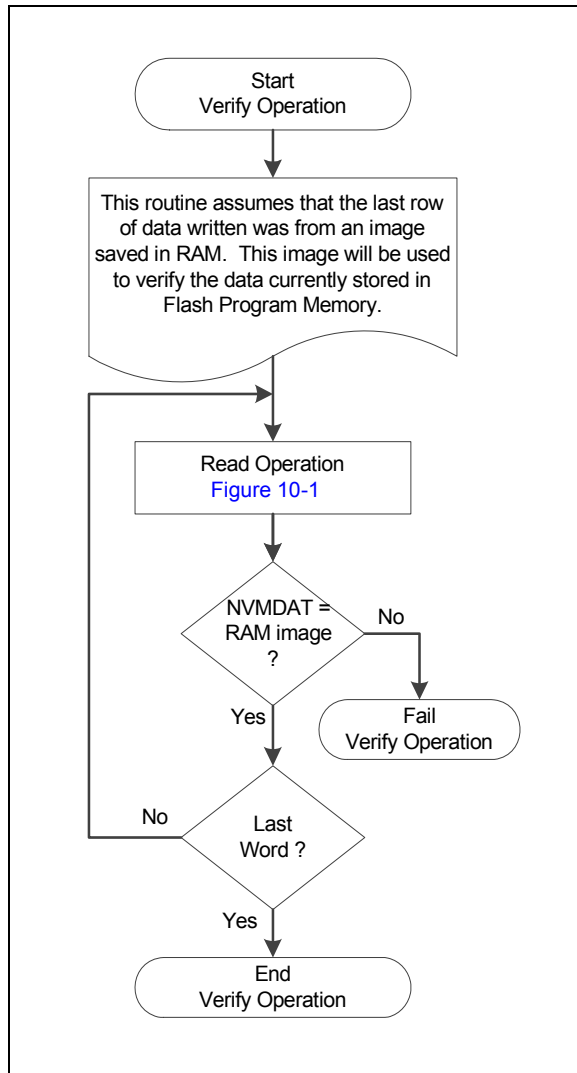 Start
Verify Operation
This routine assumes that the last row
of data written was from an image
saved in RAM.  This image will be used
to verify the data currently stored in
Flash Program Memory.
Read Operation
Figure 10-1
NVMDAT =
RAM image
?
No
Yes
Fail
Verify Operation
No
Last
Word ?
Yes
End
Verify Operation